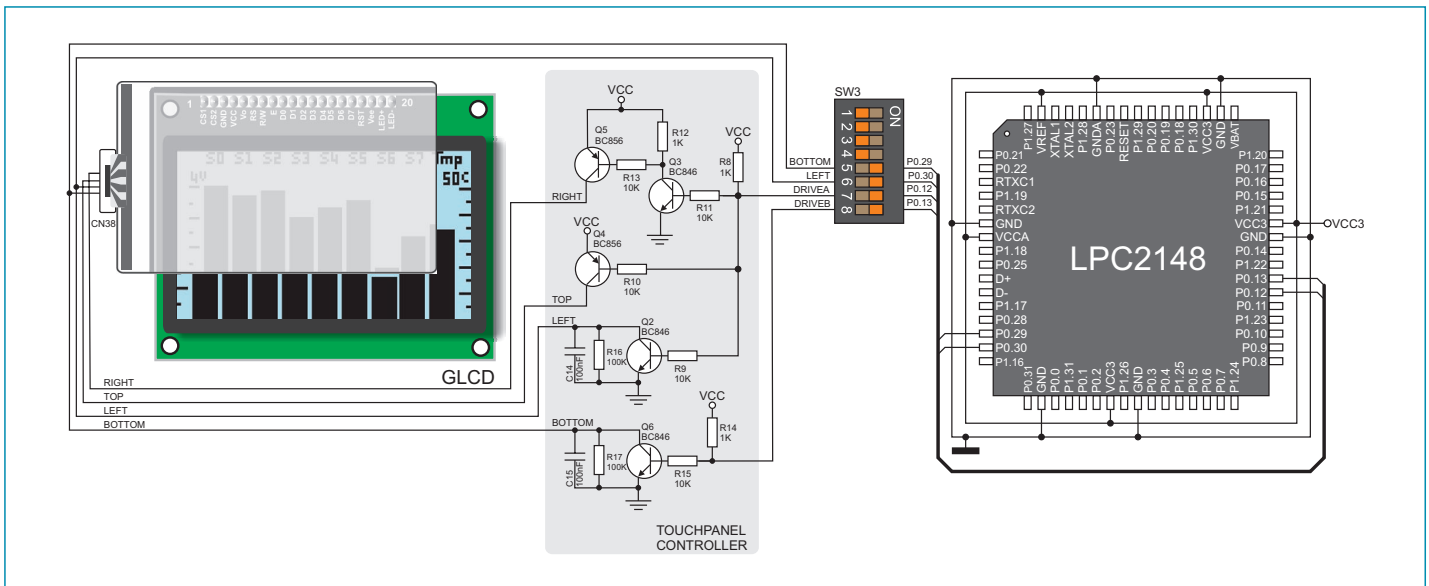 1
20
CS1
CS2
GND
VCC
Vo
RS
R/W
E
D0
D1
D2
D3
D4
D5
D6
D7
RST
Vee
LED+
LED-
S0 S1 S2 S3 S4 S5 S6 S7 Tmp
4V
50c
CN38
GLCD
RIGHT
TOP
LEFT
BOTTOM
VCC
Q5
BC856
R12
1K
R13
10K
Q3
BC846
RIGHT
R11
10K
VCC
R8
1K
VCC
Q4
BC856
R10
10K
TOP
LEFT
Q2
BC846
C14
100nF
R16
100K
R9
10K
BOTTOM
Q6
BC846
C15
100nF
R17
100K
R15
10K
VCC
R14
1K
TOUCHPANEL
CONTROLLER
SW3
ON
1
2
3
4
5
6
7
8
BOTTOM
LEFT
DRIVEA
DRIVEB
P0.29
P0.30
P0.12
P0.13
LPC2148
P1.27
VREF
XTAL1
XTAL2
P1.28
GNDA
P0.23
RESET
P1.29
P0.20
P0.19
P0.18
P1.30
VCC3
GND
VBAT
P0.21
P0.22
RTXC1
P1.19
RTXC2
GND
VCCA
P1.18
P0.25
D+
D-
P1.17
P0.28
P0.29
P0.30
P1.16
P1.20
P0.17
P0.16
P0.15
P1.21
VCC3
GND
P0.14
P1.22
P0.13
P0.12
P0.11
P1.23
P0.10
P0.9
P0.8
P0.31
GND
P0.0
P1.31
P0.1
P0.2
VCC3
P1.26
GND
P0.3
P0.4
P1.25
P0.5
P0.6
P0.7
P1.24
VCC3